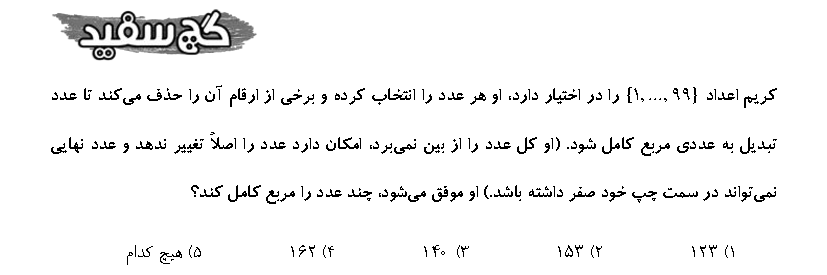 گچ سفید
کریم اعداد {۱,...,۹۹} را در اختیار دارد، او هر عدد را انتخاب کرده و برخی از ارقام آن را حذف می‌کند تا عدد
تبدیل به عددی مربع کامل شود. (او کل عدد را از بین نمی‌برد، امکان دارد عدد را اصلاً تغییر ندهد و عدد نهایی
نمی‌تواند در سمت چپ خود صفر داشته باشد.) او موفق می‌شود، چند عدد را مربع کامل کند؟
۱) ۱۲۳ ۲) ۱۵۳ ۳) ۱۴۰ ۴) ۱۶۲ ۵) هیچ کدام